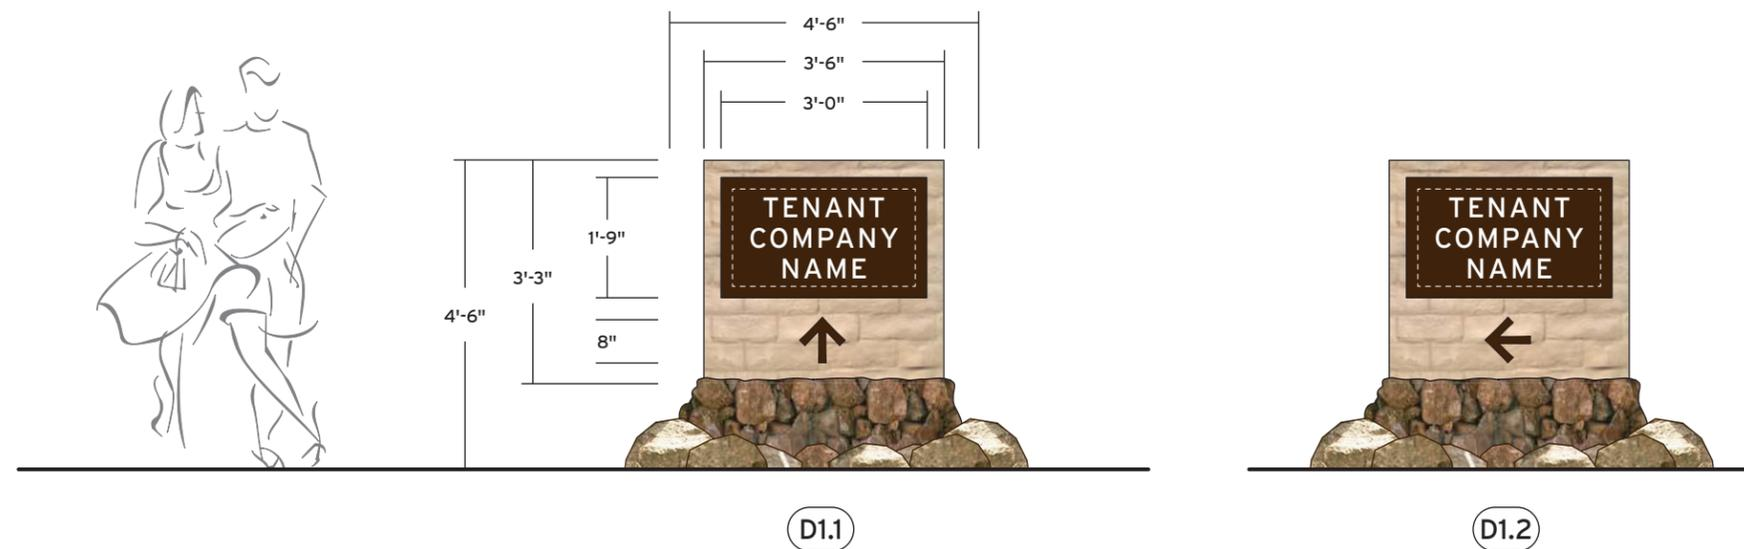 4'-6"
3'-6"
3'-0"
1'-9"
3'-3"
4'-6"
8"
TENANT
COMPANY
NAME
TENANT
COMPANY
NAME
D1.1
D1.2